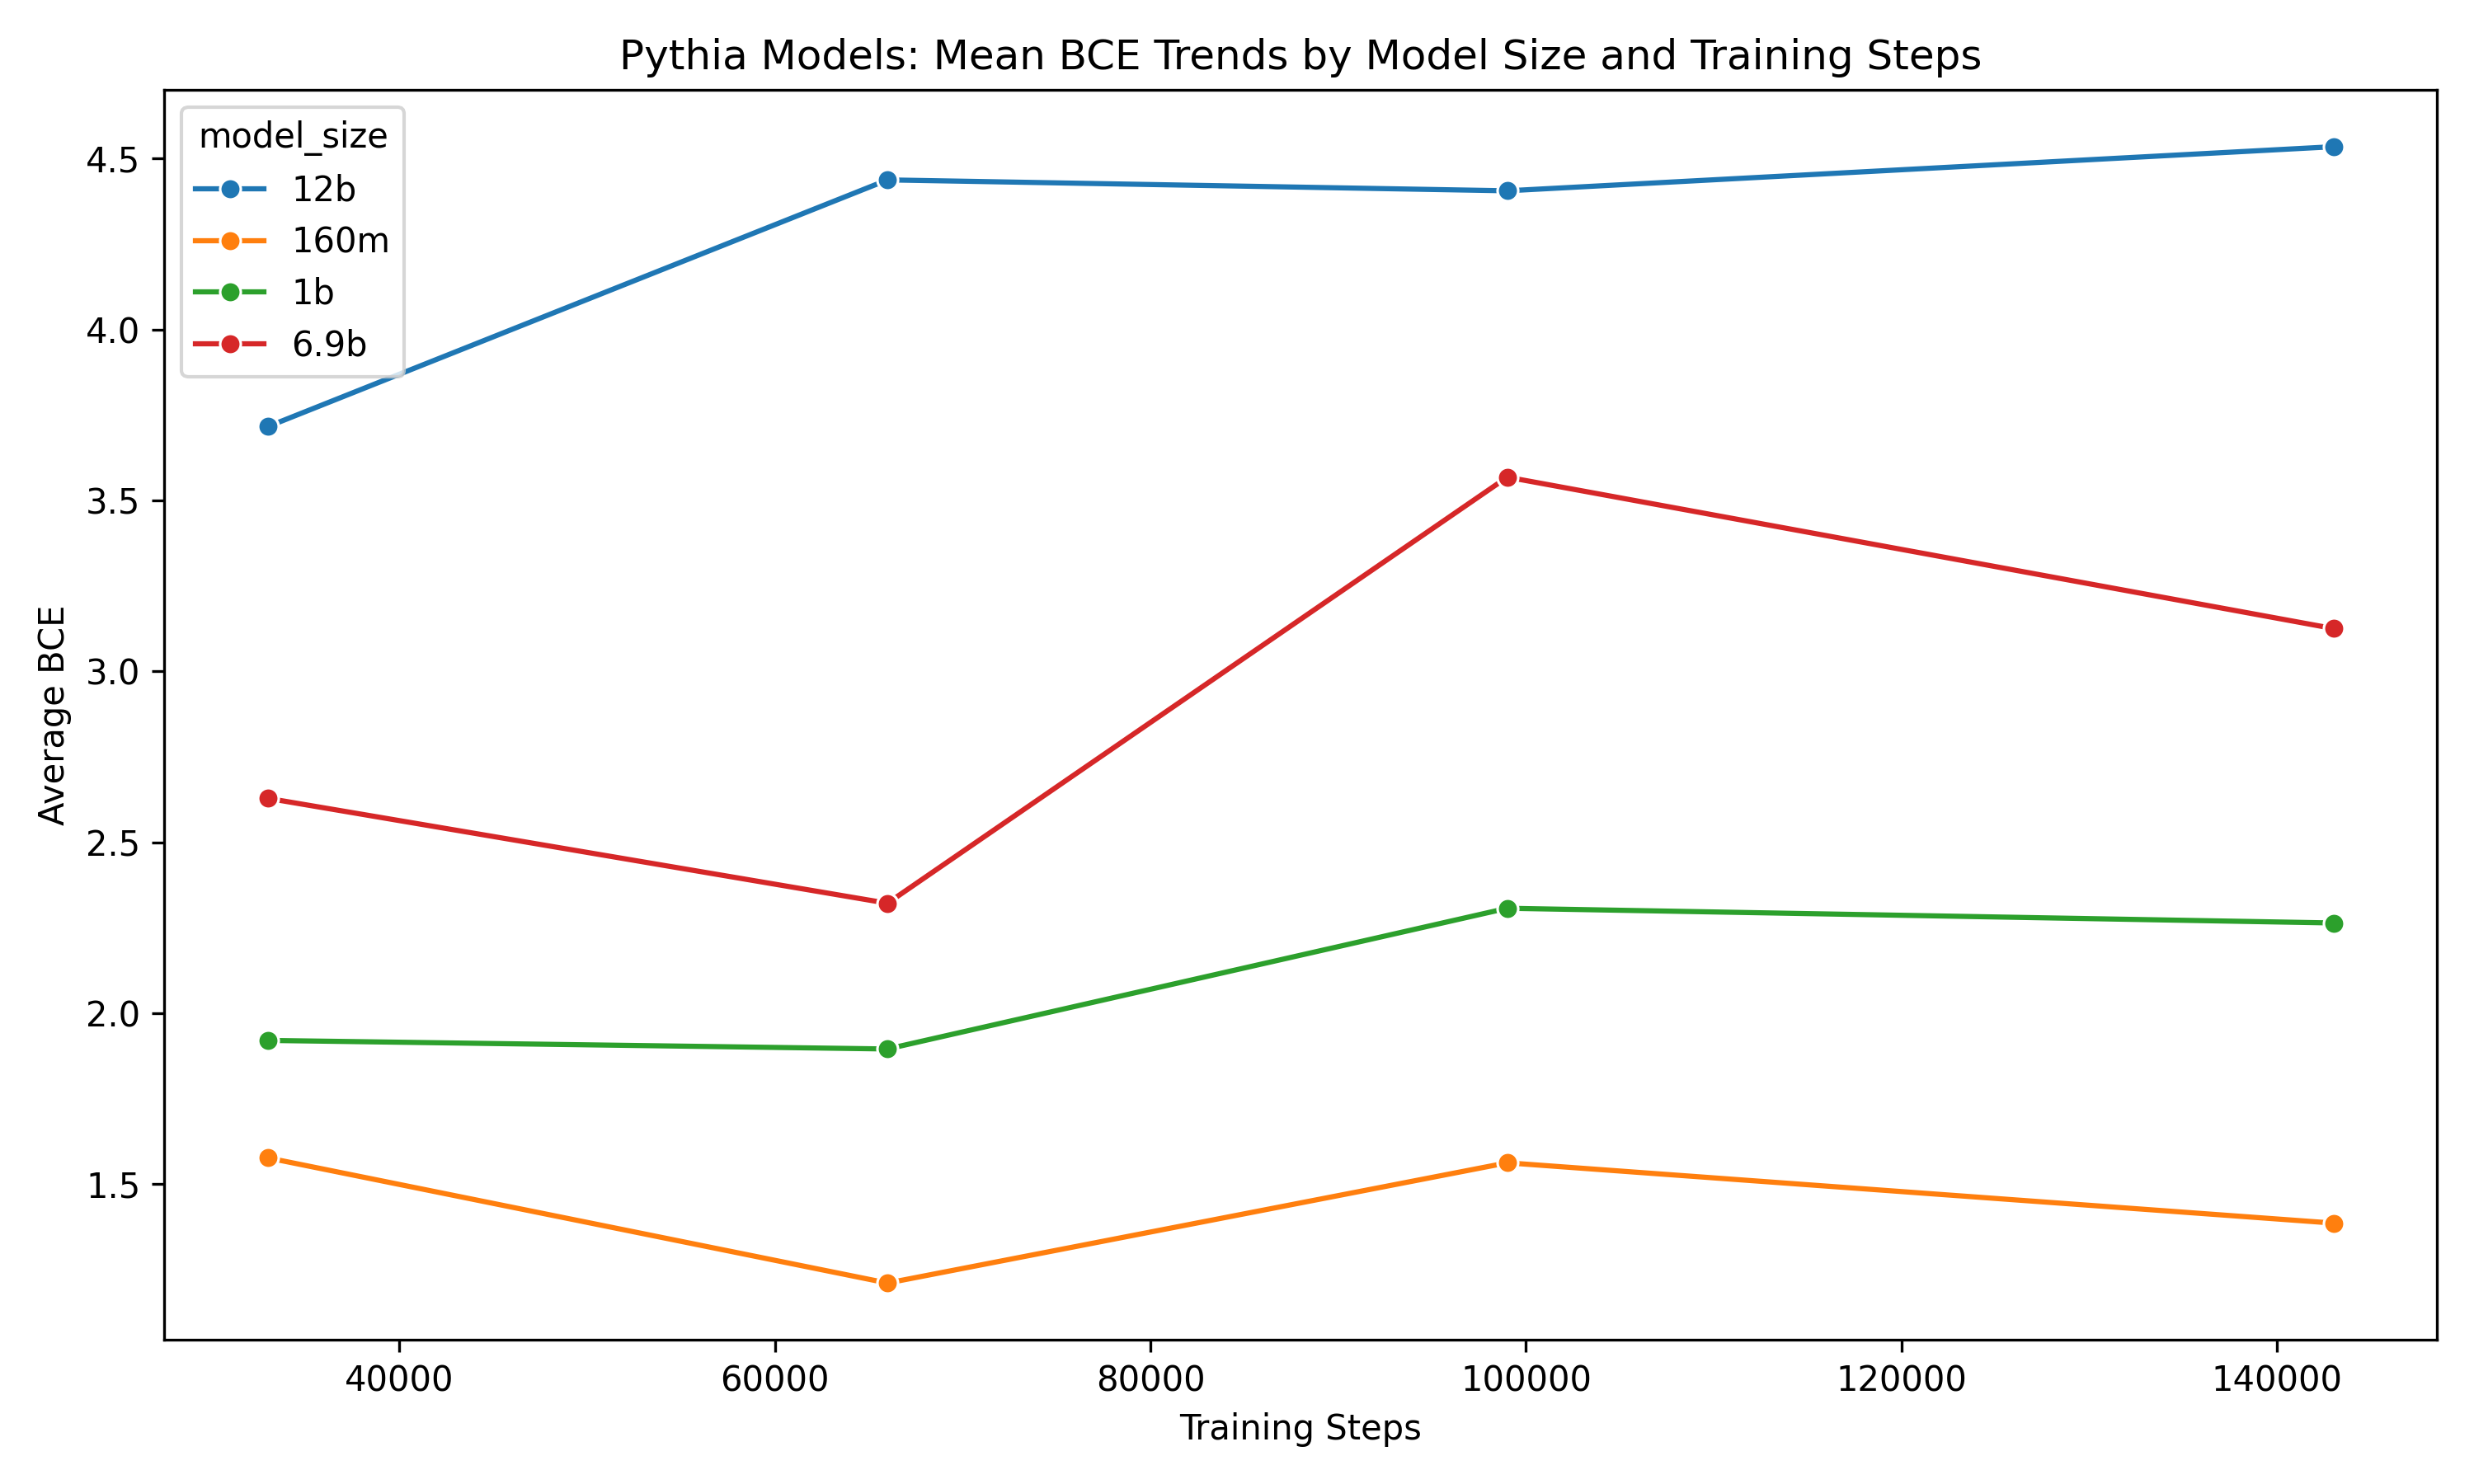 Pythia Models: Mean BCE Trends by Model Size and Training Steps
model_size
12b
160m
1b
6.9b
Average BCE
4.5
4.0
3.5
3.0
2.5
2.0
1.5
40000 60000 80000 100000 120000 140000
Training Steps